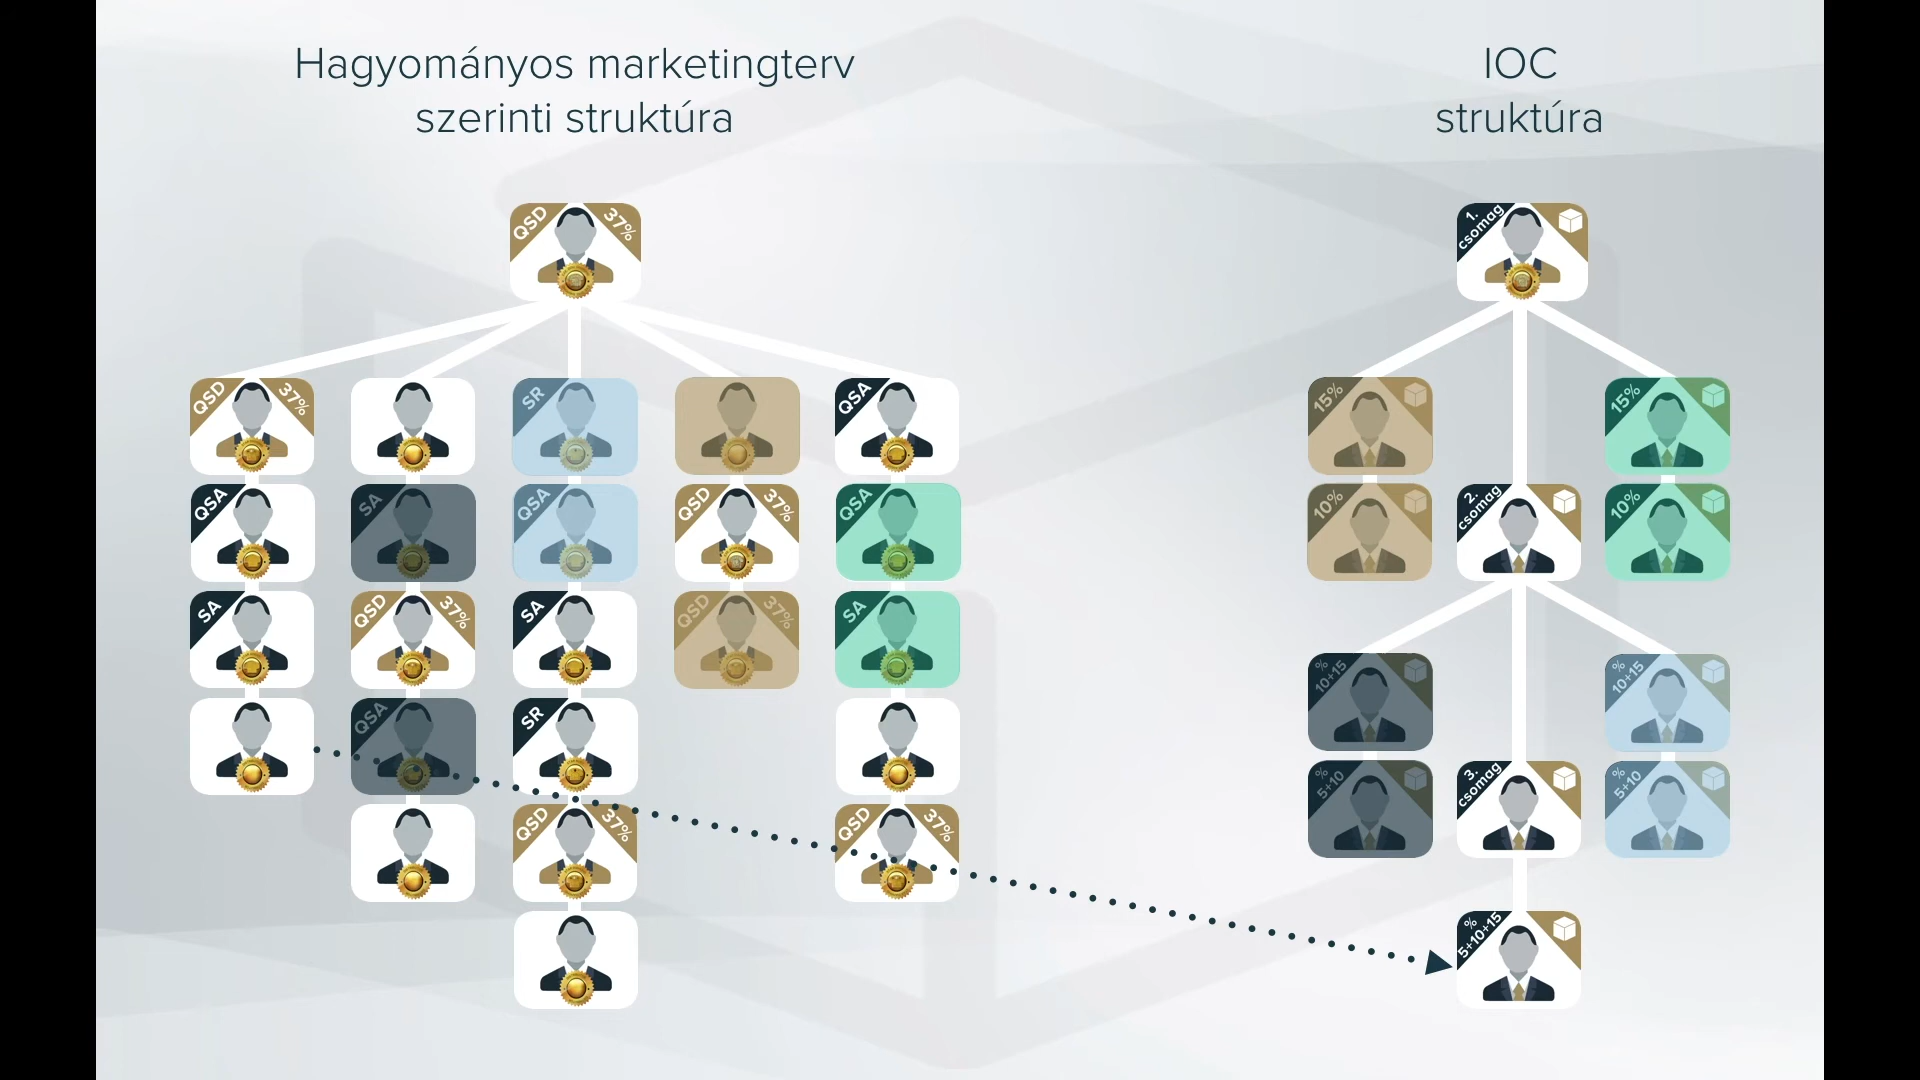 Hagyományos marketingterv
szerinti struktúra
IOC
struktúra
QSD 37%
1. csomag
QSD 37%
SR
QSA
15%
15%
QSA
SA
QSA
QSD 37%
QSA
10%
2. csomag
10%
SA
QSD 37%
SA
QSD 37%
SA
% 10+15
% 10+15
QSA
SR
% 5+10
3. csomag
% 5+10
QSD 37%
QSD 37%
% 5+10+15